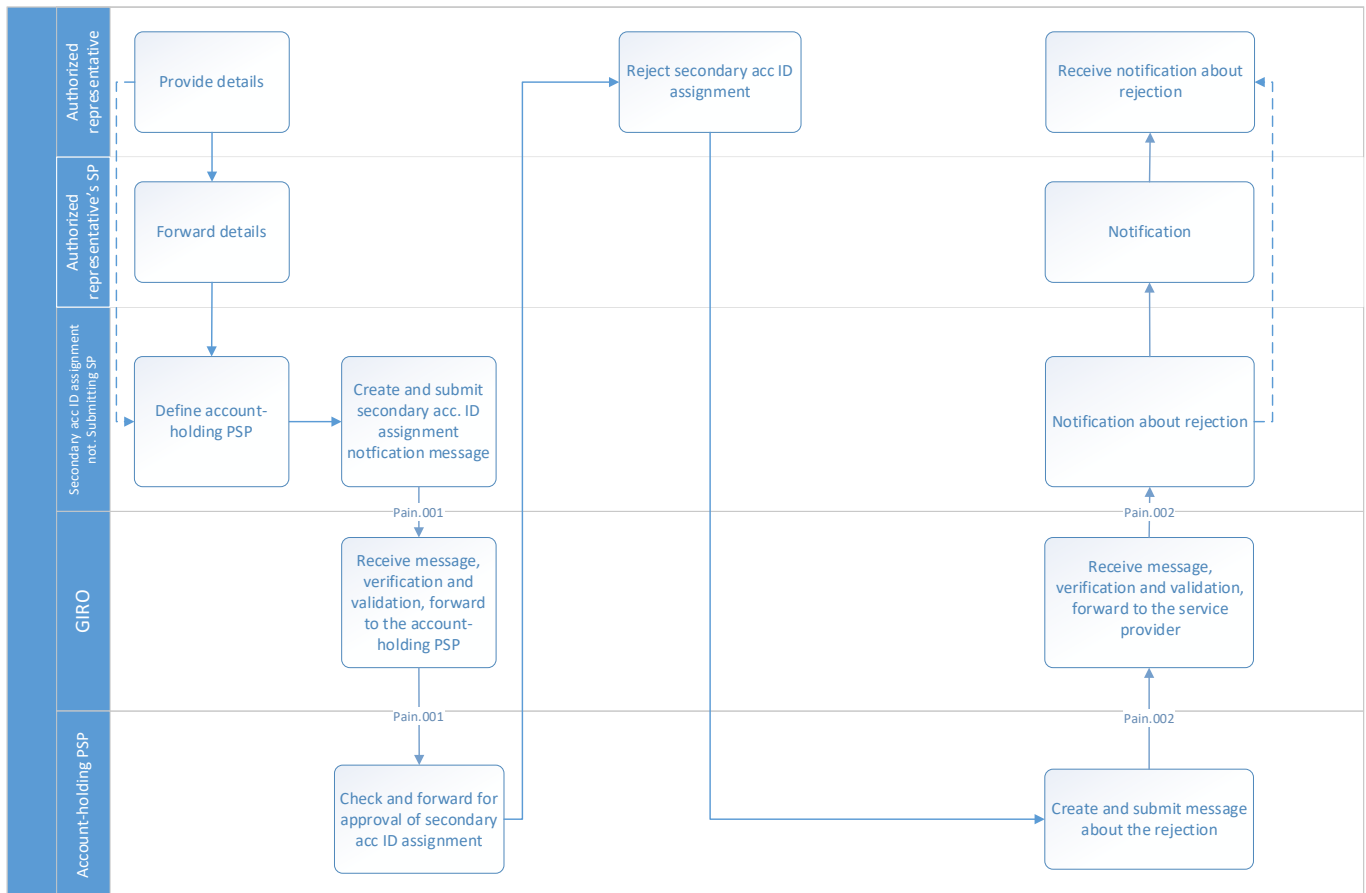 Authorized
representative
Provide details
Reject secondary acc ID
assignment
Receive notification about
rejection
Authorized
representative's SP
Forward details
Notification
Secondary acc ID assignment
not. Submitting SP
Define account-
holding PSP
Create and submit
secondary acc. ID
assignment
notfication message
Notification about rejection
Pain.001
Pain.002
GIRO
Receive message,
verification and
validation, forward
to the account-
holding PSP
Receive message,
verification and validation,
forward to the service
provider
Pain.001
Pain.002
Account-holding PSP
Check and forward for
approval of secondary
acc ID assignment
Create and submit message
about the rejection